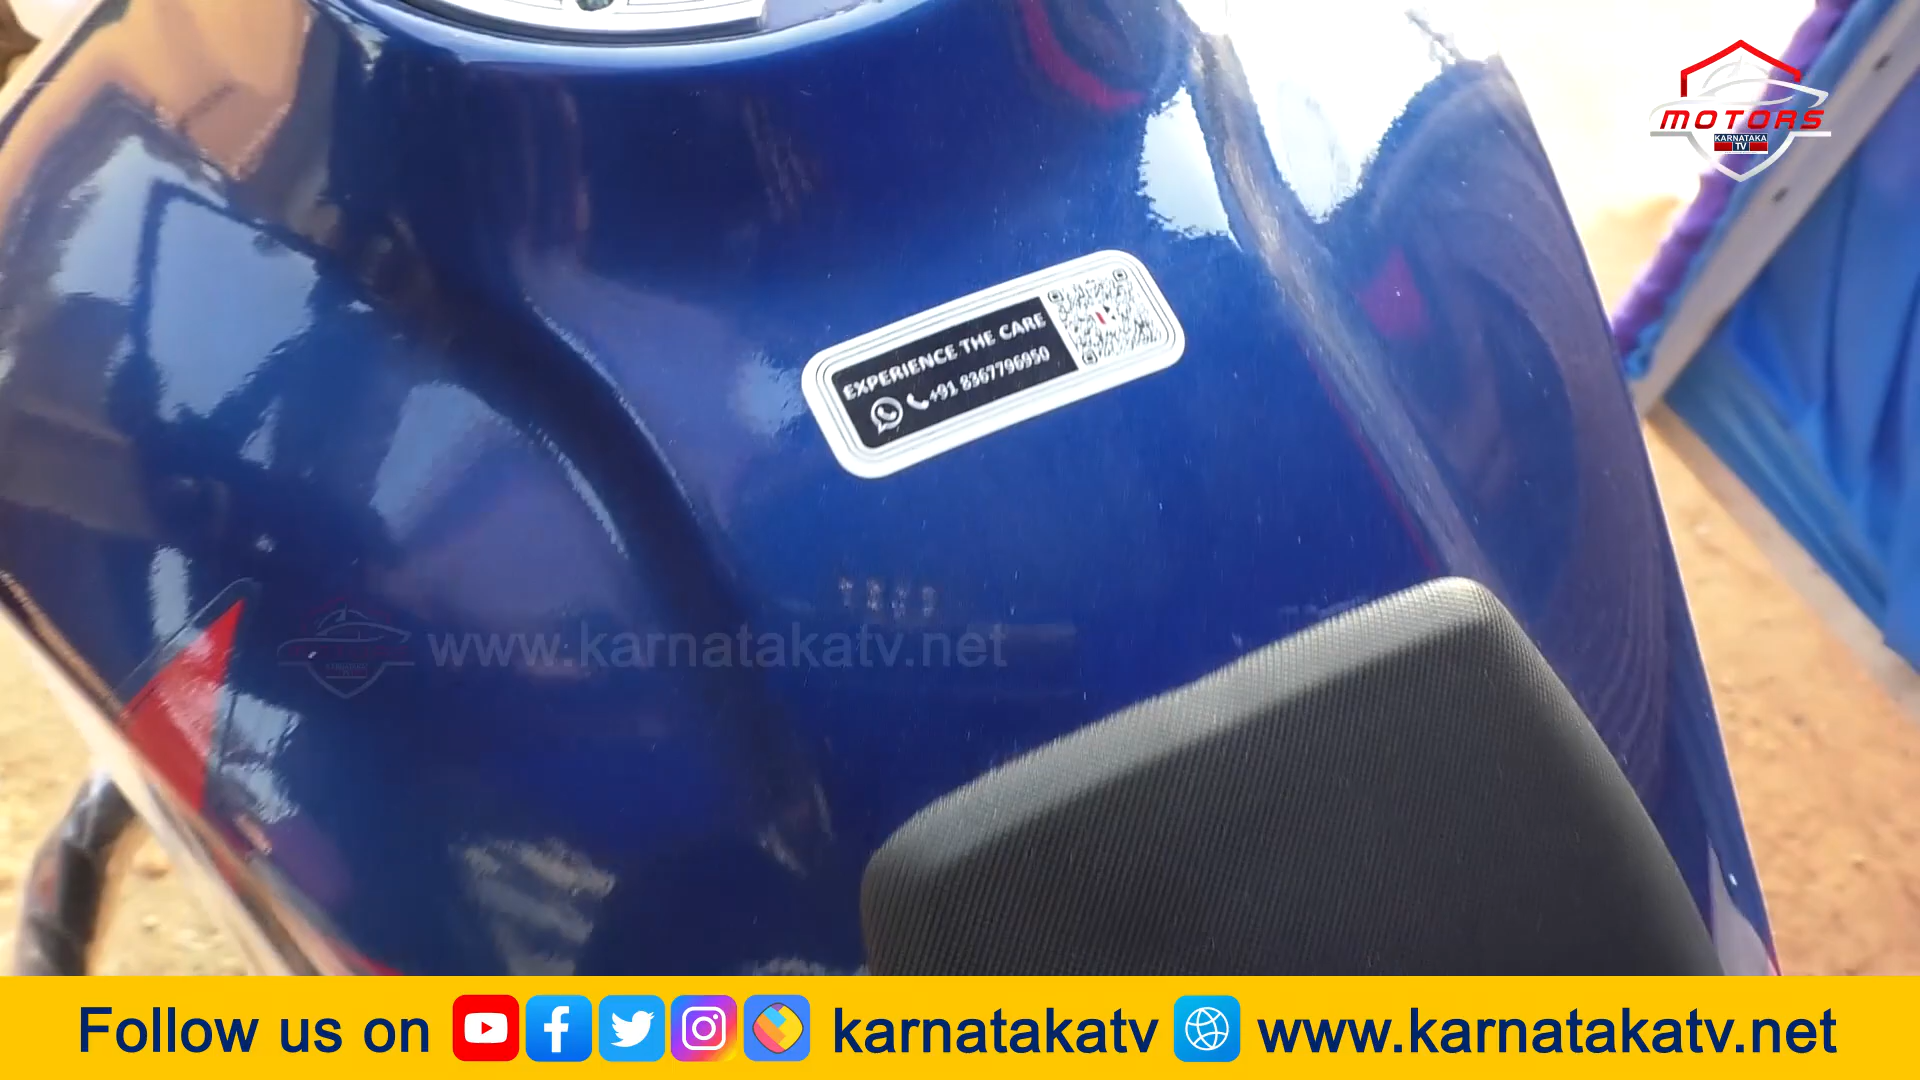 MOTORS
KARNATAKA
TV
EXPERIENCE THE CARE
+91 8367796950
www.karnatakatv.net
Follow us on karnatakatv www.karnatakatv.net